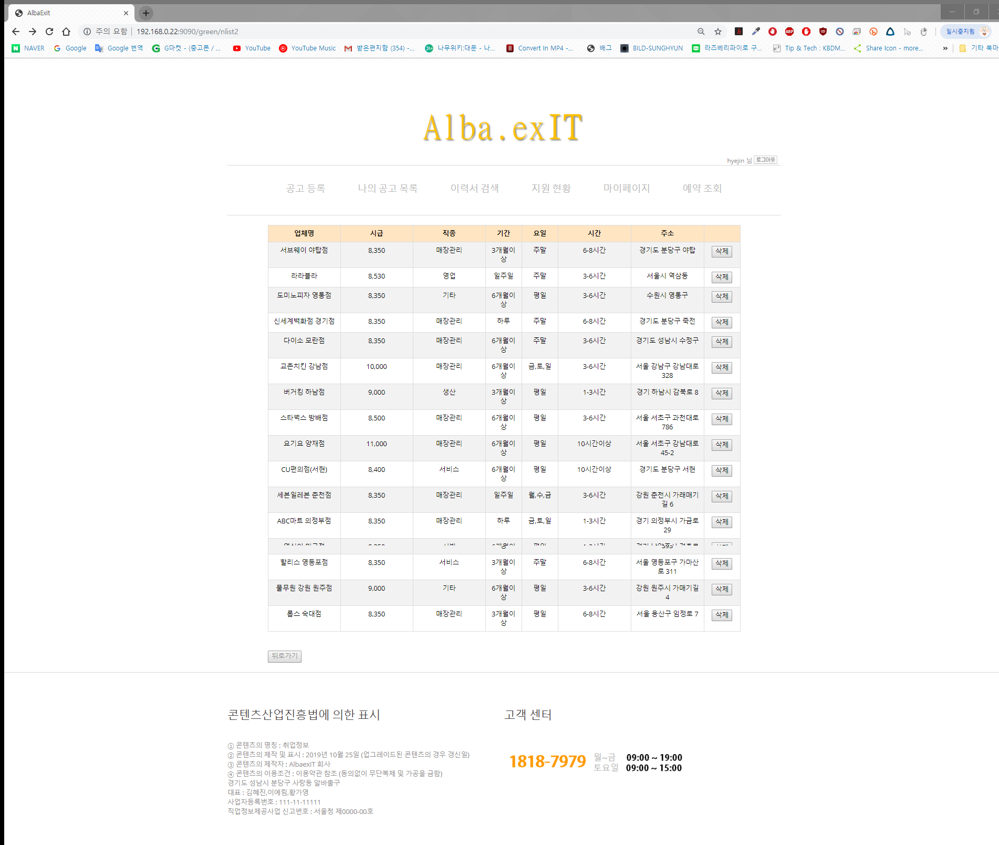 AlbaExit
주의 요함 192.168.0.22:9090/green/nlist2 일시중지됨
NAVER Google Google 번역 G마켓 - (중고폰 / ... YouTube YouTube Music 받은편지함 (354) -... 나무위키:대문 - 나... Convert In MP4 -... 배그 BILD-SUNGHYUN 라즈베리파이로 구... Tip & Tech : KBDM... Share Icon - more... » 기타 북마
Alba.exIT
hyejin 님 로그아웃
공고 등록 나의 공고 목록 이력서 검색 지원 현황 마이페이지 예약 조회
업체명 시급 직종 기간 요일 시간 주소
서브웨이 야탑점 8,350 매장관리 3개월이상 주말 6-8시간 경기도 분당구 야탑 삭제
라라블라 8,530 영업 일주일 주말 3-6시간 서울시 역삼동 삭제
도미노피자 영통점 8,350 기타 6개월이상 평일 3-6시간 수원시 영통구 삭제
신세계백화점 경기점 8,350 매장관리 하루 주말 6-8시간 경기도 분당구 죽전 삭제
다이소 모란점 8,350 매장관리 6개월이상 주말 3-6시간 경기도 성남시 수정구 삭제
교촌치킨 강남점 10,000 매장관리 6개월이상 금,토,일 3-6시간 서울 강남구 강남대로 328 삭제
버거킹 하남점 9,000 생산 3개월이상 평일 1-3시간 경기 하남시 감북로 8 삭제
스타벅스 방배점 8,500 매장관리 6개월이상 평일 3-6시간 서울 서초구 과천대로 786 삭제
요기요 양재점 11,000 매장관리 6개월이상 평일 10시간이상 서울 서초구 강남대로 45-2 삭제
CU편의점(서현) 8,400 서비스 6개월이상 평일 10시간이상 경기도 분당구 서현 삭제
세븐일레븐 춘천점 8,350 매장관리 일주일 월,수,금 3-6시간 강원 춘천시 가래매기길 6 삭제
ABC마트 의정부점 8,350 매장관리 하루 금,토,일 1-3시간 경기 의정부시 가금로 29 삭제
할리스 영등포점 8,350 서비스 3개월이상 주말 6-8시간 서울 영등포구 가마산로 311 삭제
풀무원 강원 원주점 9,000 기타 6개월이상 평일 3-6시간 강원 원주시 가매기길 4 삭제
롭스 숙대점 8,350 매장관리 3개월이상 평일 6-8시간 서울 용산구 임정로 7 삭제
뒤로가기
콘텐츠산업진흥법에 의한 표시
① 콘텐츠의 명칭 : 취업정보
② 콘텐츠의 제작 및 표시 : 2019년 10월 25일 (업그레이드된 콘텐츠의 경우 갱신일)
③ 콘텐츠의 제작자 : AlbaexIT 회사
④ 콘텐츠의 이용조건 : 이용약관 참조 (동의없이 무단복제 및 가공을 금함)
경기도 성남시 분당구 사랑동 알바출구
대표 : 김혜진,이예림,황가영
사업자등록번호 : 111-11-11111
직업정보제공사업 신고번호 : 서울청 제0000-00호
고객 센터
1818-7979 월~금 09:00 ~ 19:00
토요일 09:00 ~ 15:00